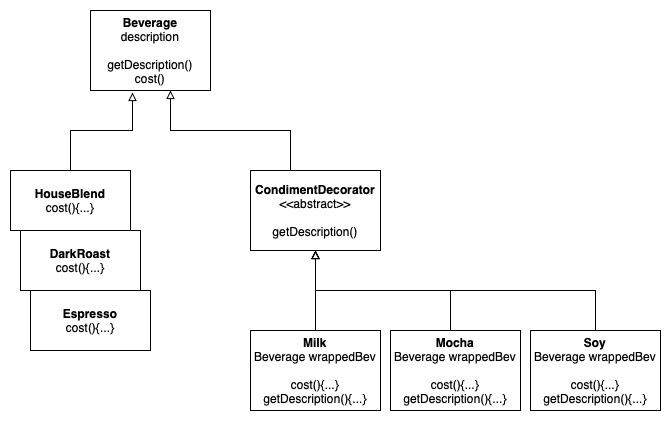 Beverage
description
getDescription()
cost()
HouseBlend
cost(){...}
DarkRoast
cost(){...}
Espresso
cost(){...}
CondimentDecorator
<<abstract>>
getDescription()
Milk
Beverage wrappedBev
cost(){...}
getDescription(){...}
Mocha
Beverage wrappedBev
cost(){...}
getDescription(){...}
Soy
Beverage wrappedBev
cost(){...}
getDescription(){...}